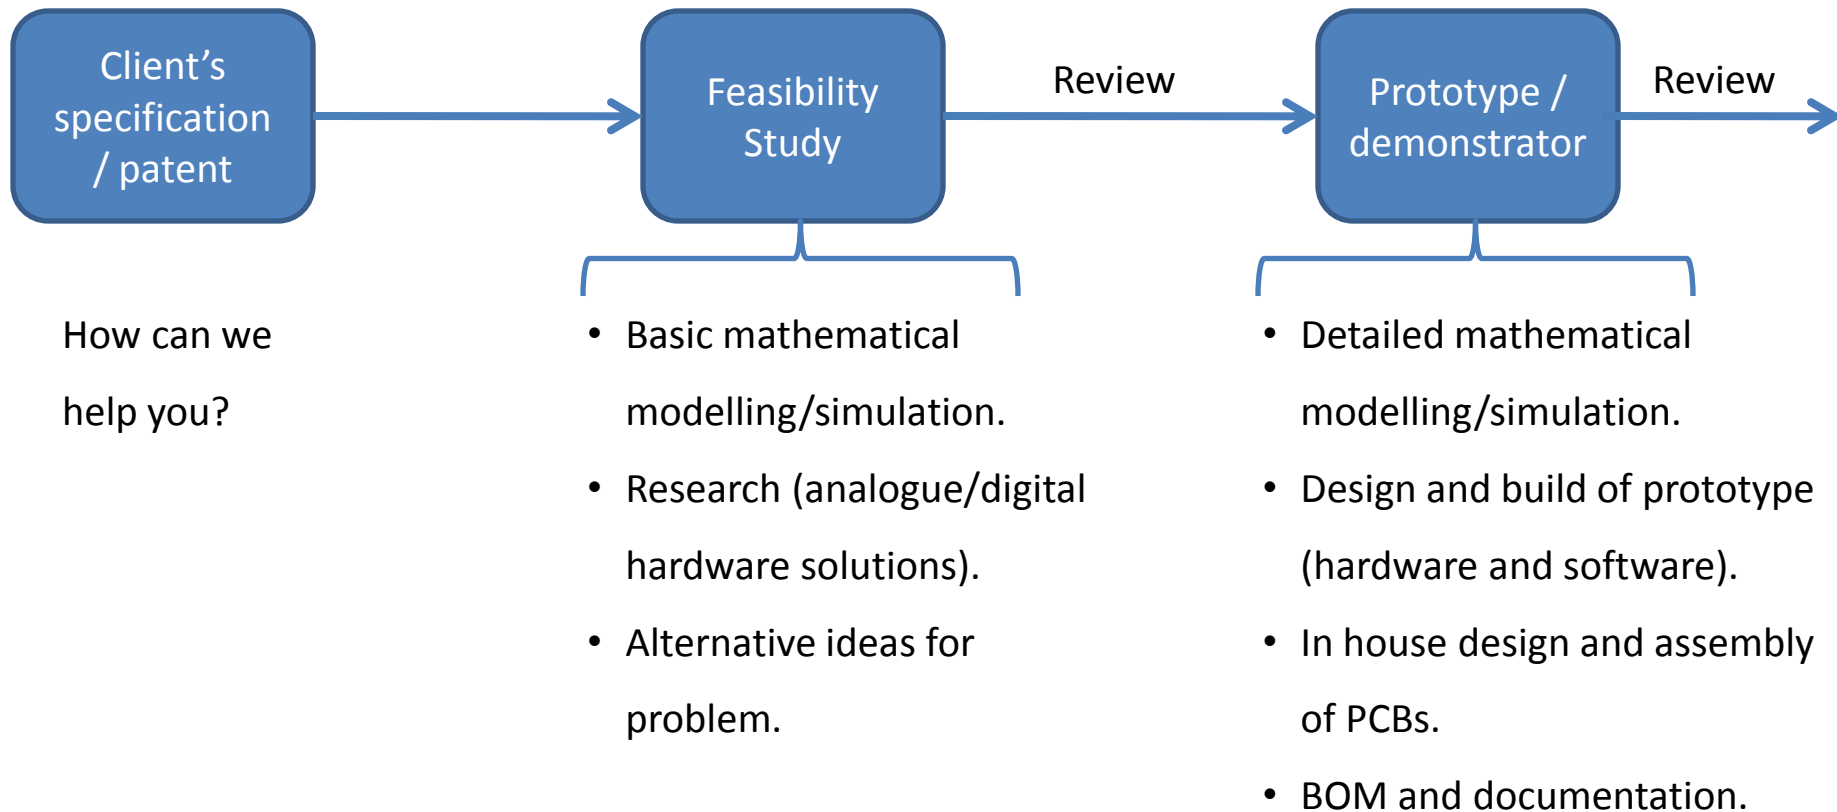 Client's
specification
/ patent
Feasibility
Study
Review
Prototype /
demonstrator
Review
How can we
help you?
• Basic mathematical
modelling/simulation.
• Research (analogue/digital
hardware solutions).
• Alternative ideas for
problem.
• Detailed mathematical
modelling/simulation.
• Design and build of prototype
(hardware and software).
• In house design and assembly
of PCBs.
• BOM and documentation.